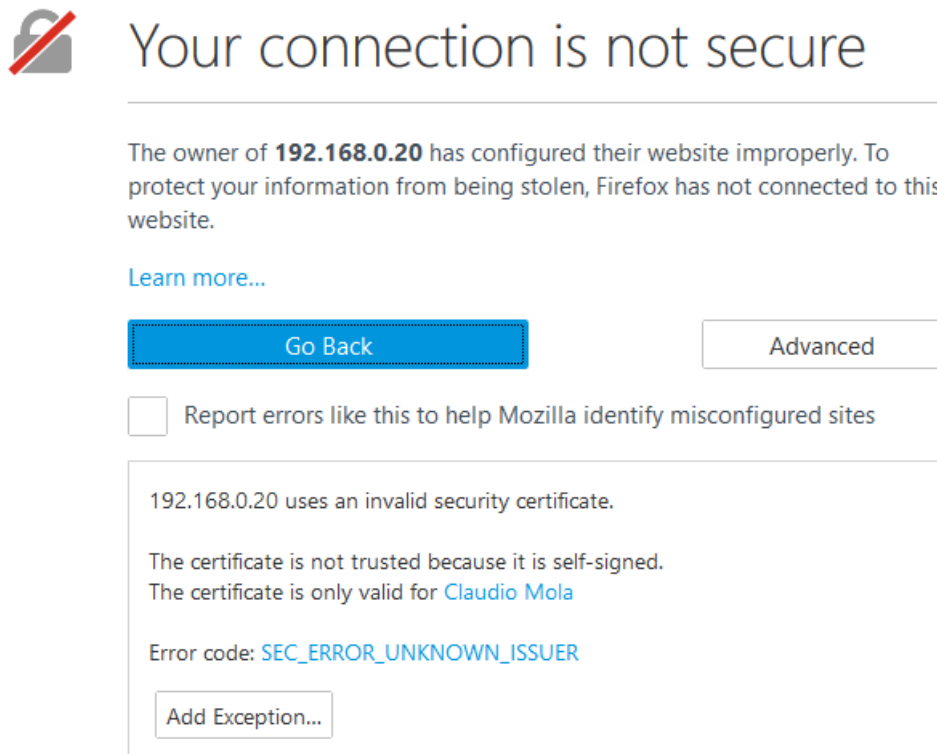 Your connection is not secure
The owner of 192.168.0.20 has configured their website improperly. To
protect your information from being stolen, Firefox has not connected to this
website.
Learn more...
Go Back
Advanced
Report errors like this to help Mozilla identify misconfigured sites
192.168.0.20 uses an invalid security certificate.
The certificate is not trusted because it is self-signed.
The certificate is only valid for Claudio Mola
Error code: SEC_ERROR_UNKNOWN_ISSUER
Add Exception...